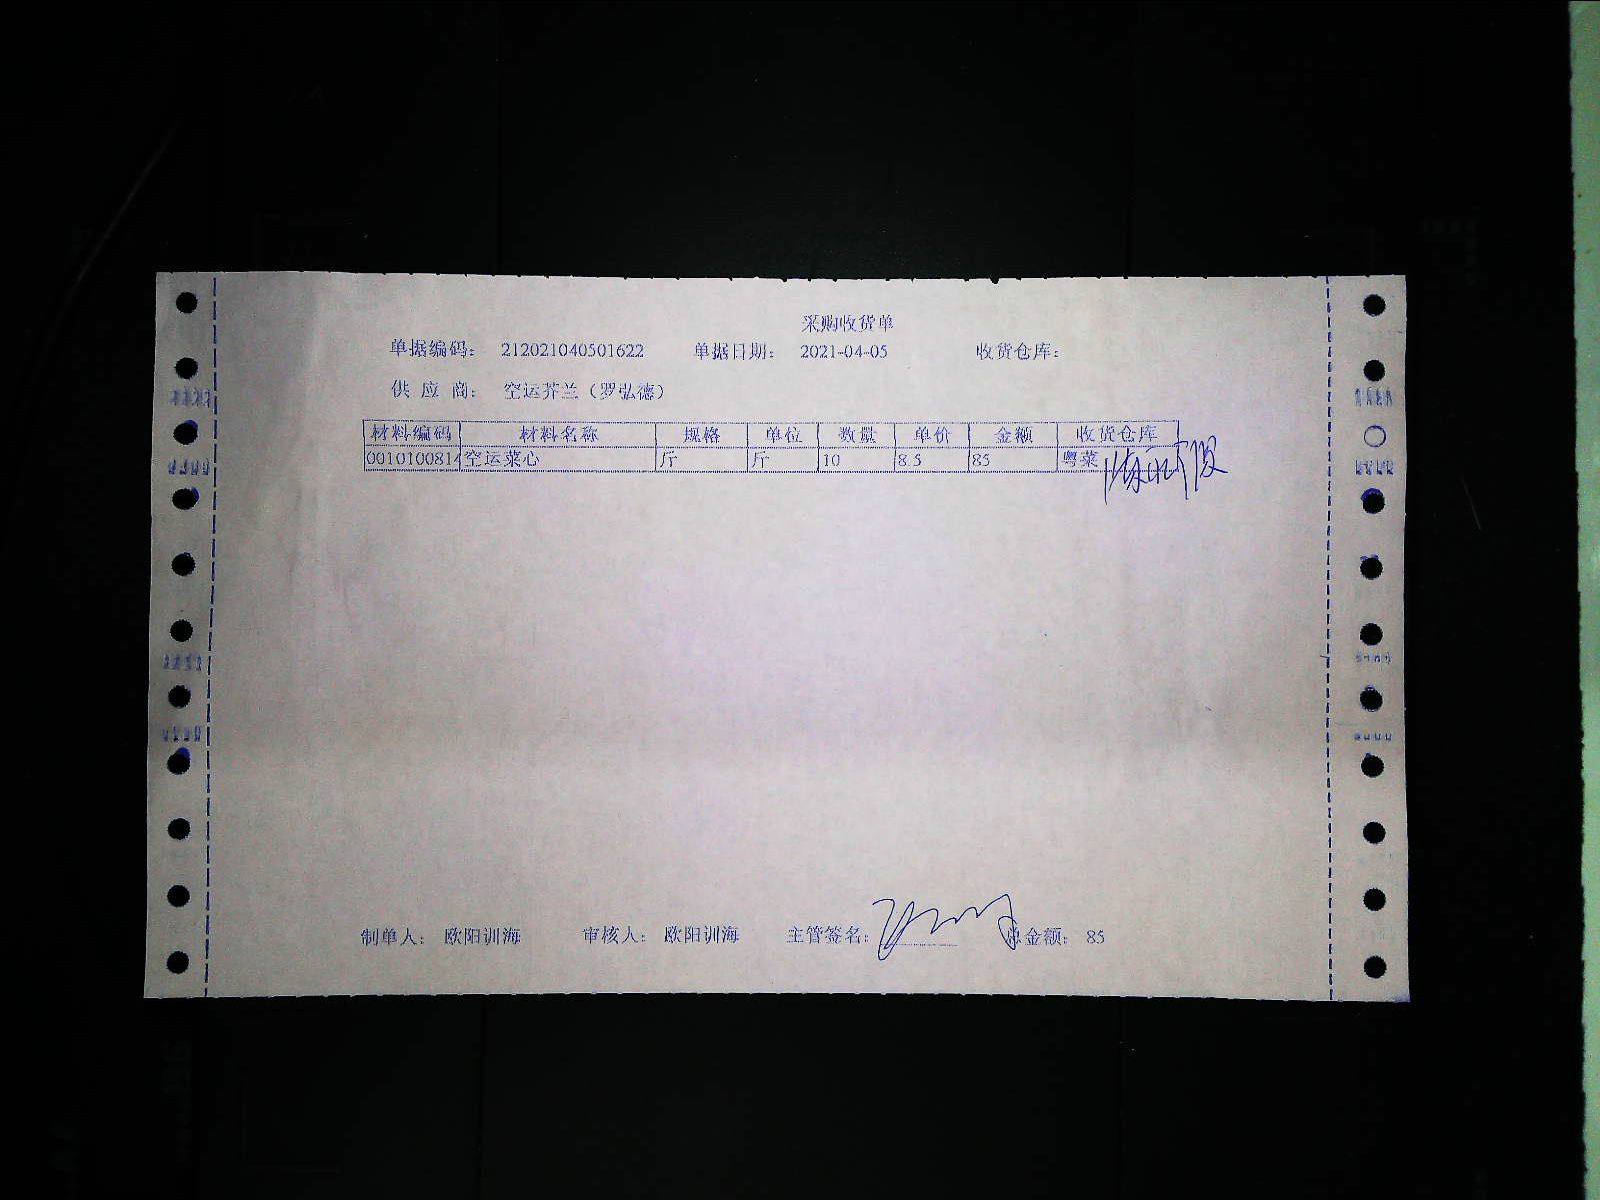 采购收货单
单据编码： 212021040501622 单据日期： 2021-04-05 收货仓库：
供 应 商： 空运芥兰（罗弘德）
材料编码 材料名称 规格 单位 数量 单价 金额 收货仓库
0010100814 空运菜心 斤 斤 10 8.5 85 粤菜
制单人： 欧阳训海 审核人： 欧阳训海 主管签名： 总金额： 85